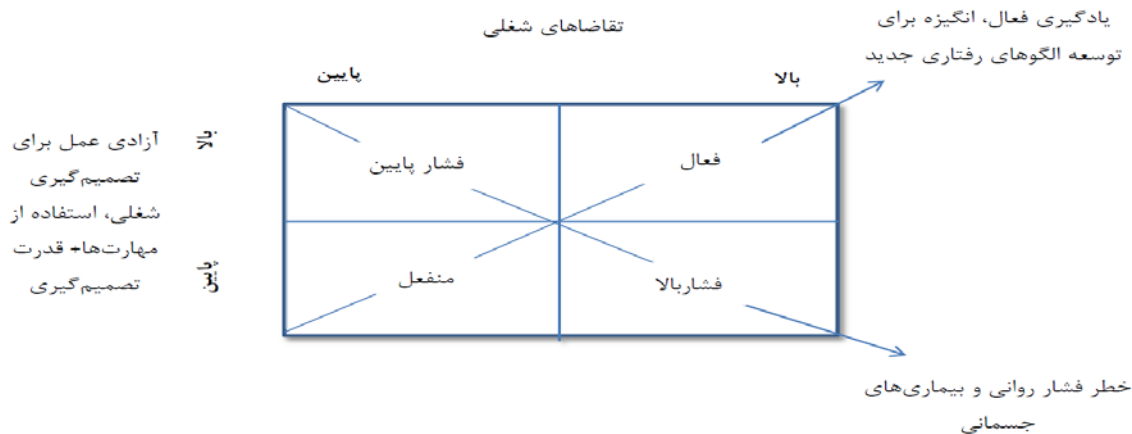 تقاضاهای شغلی
یادگیری فعال، انگیزه برای
توسعه الگوهای رفتاری جدید
بالا
پایین
آزادی عمل برای
تصمیم‌گیری
شغلی، استفاده از
مهارت‌ها+ قدرت
تصمیم‌گیری
بالا
پایین
فعال
فشار پایین
فشاربالا
منفعل
خطر فشار روانی و بیماری‌های
جسمانی